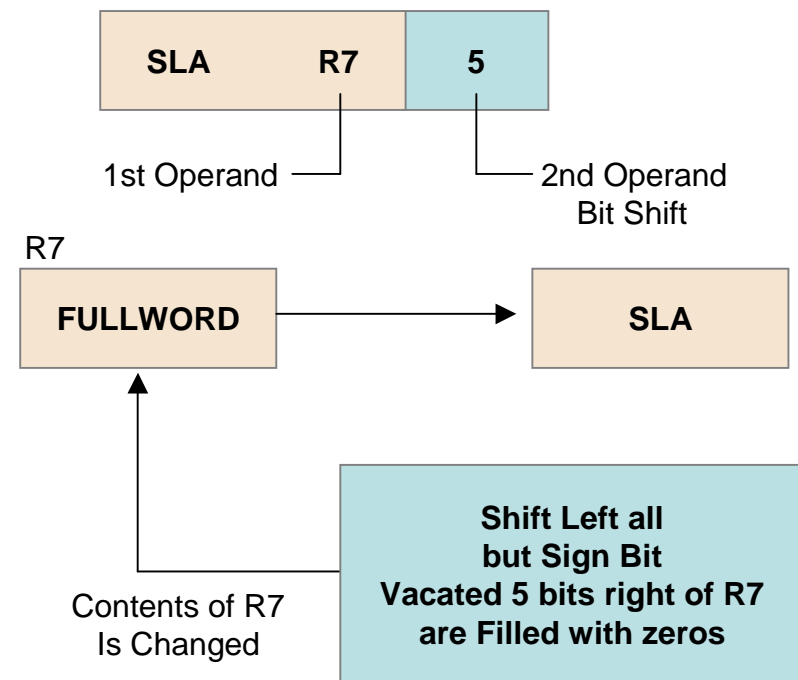 SLA R7 5
1st Operand
2nd Operand
Bit Shift
R7
FULLWORD
SLA
Shift Left all
but Sign Bit
Vacated 5 bits right of R7
are Filled with zeros
Contents of R7
Is Changed